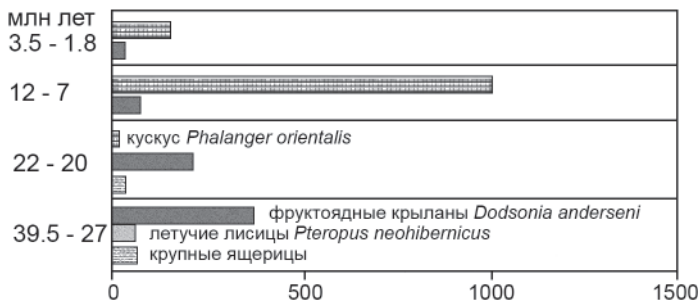 млн лет
3.5 - 1.8
12 - 7
кускус Phalanger orientalis
22 - 20
фруктоядные крыланы Dodsonia anderseni
39.5 - 27
летучие лисицы Pteropus neohibernicus
крупные ящерицы
0 500 1000 1500